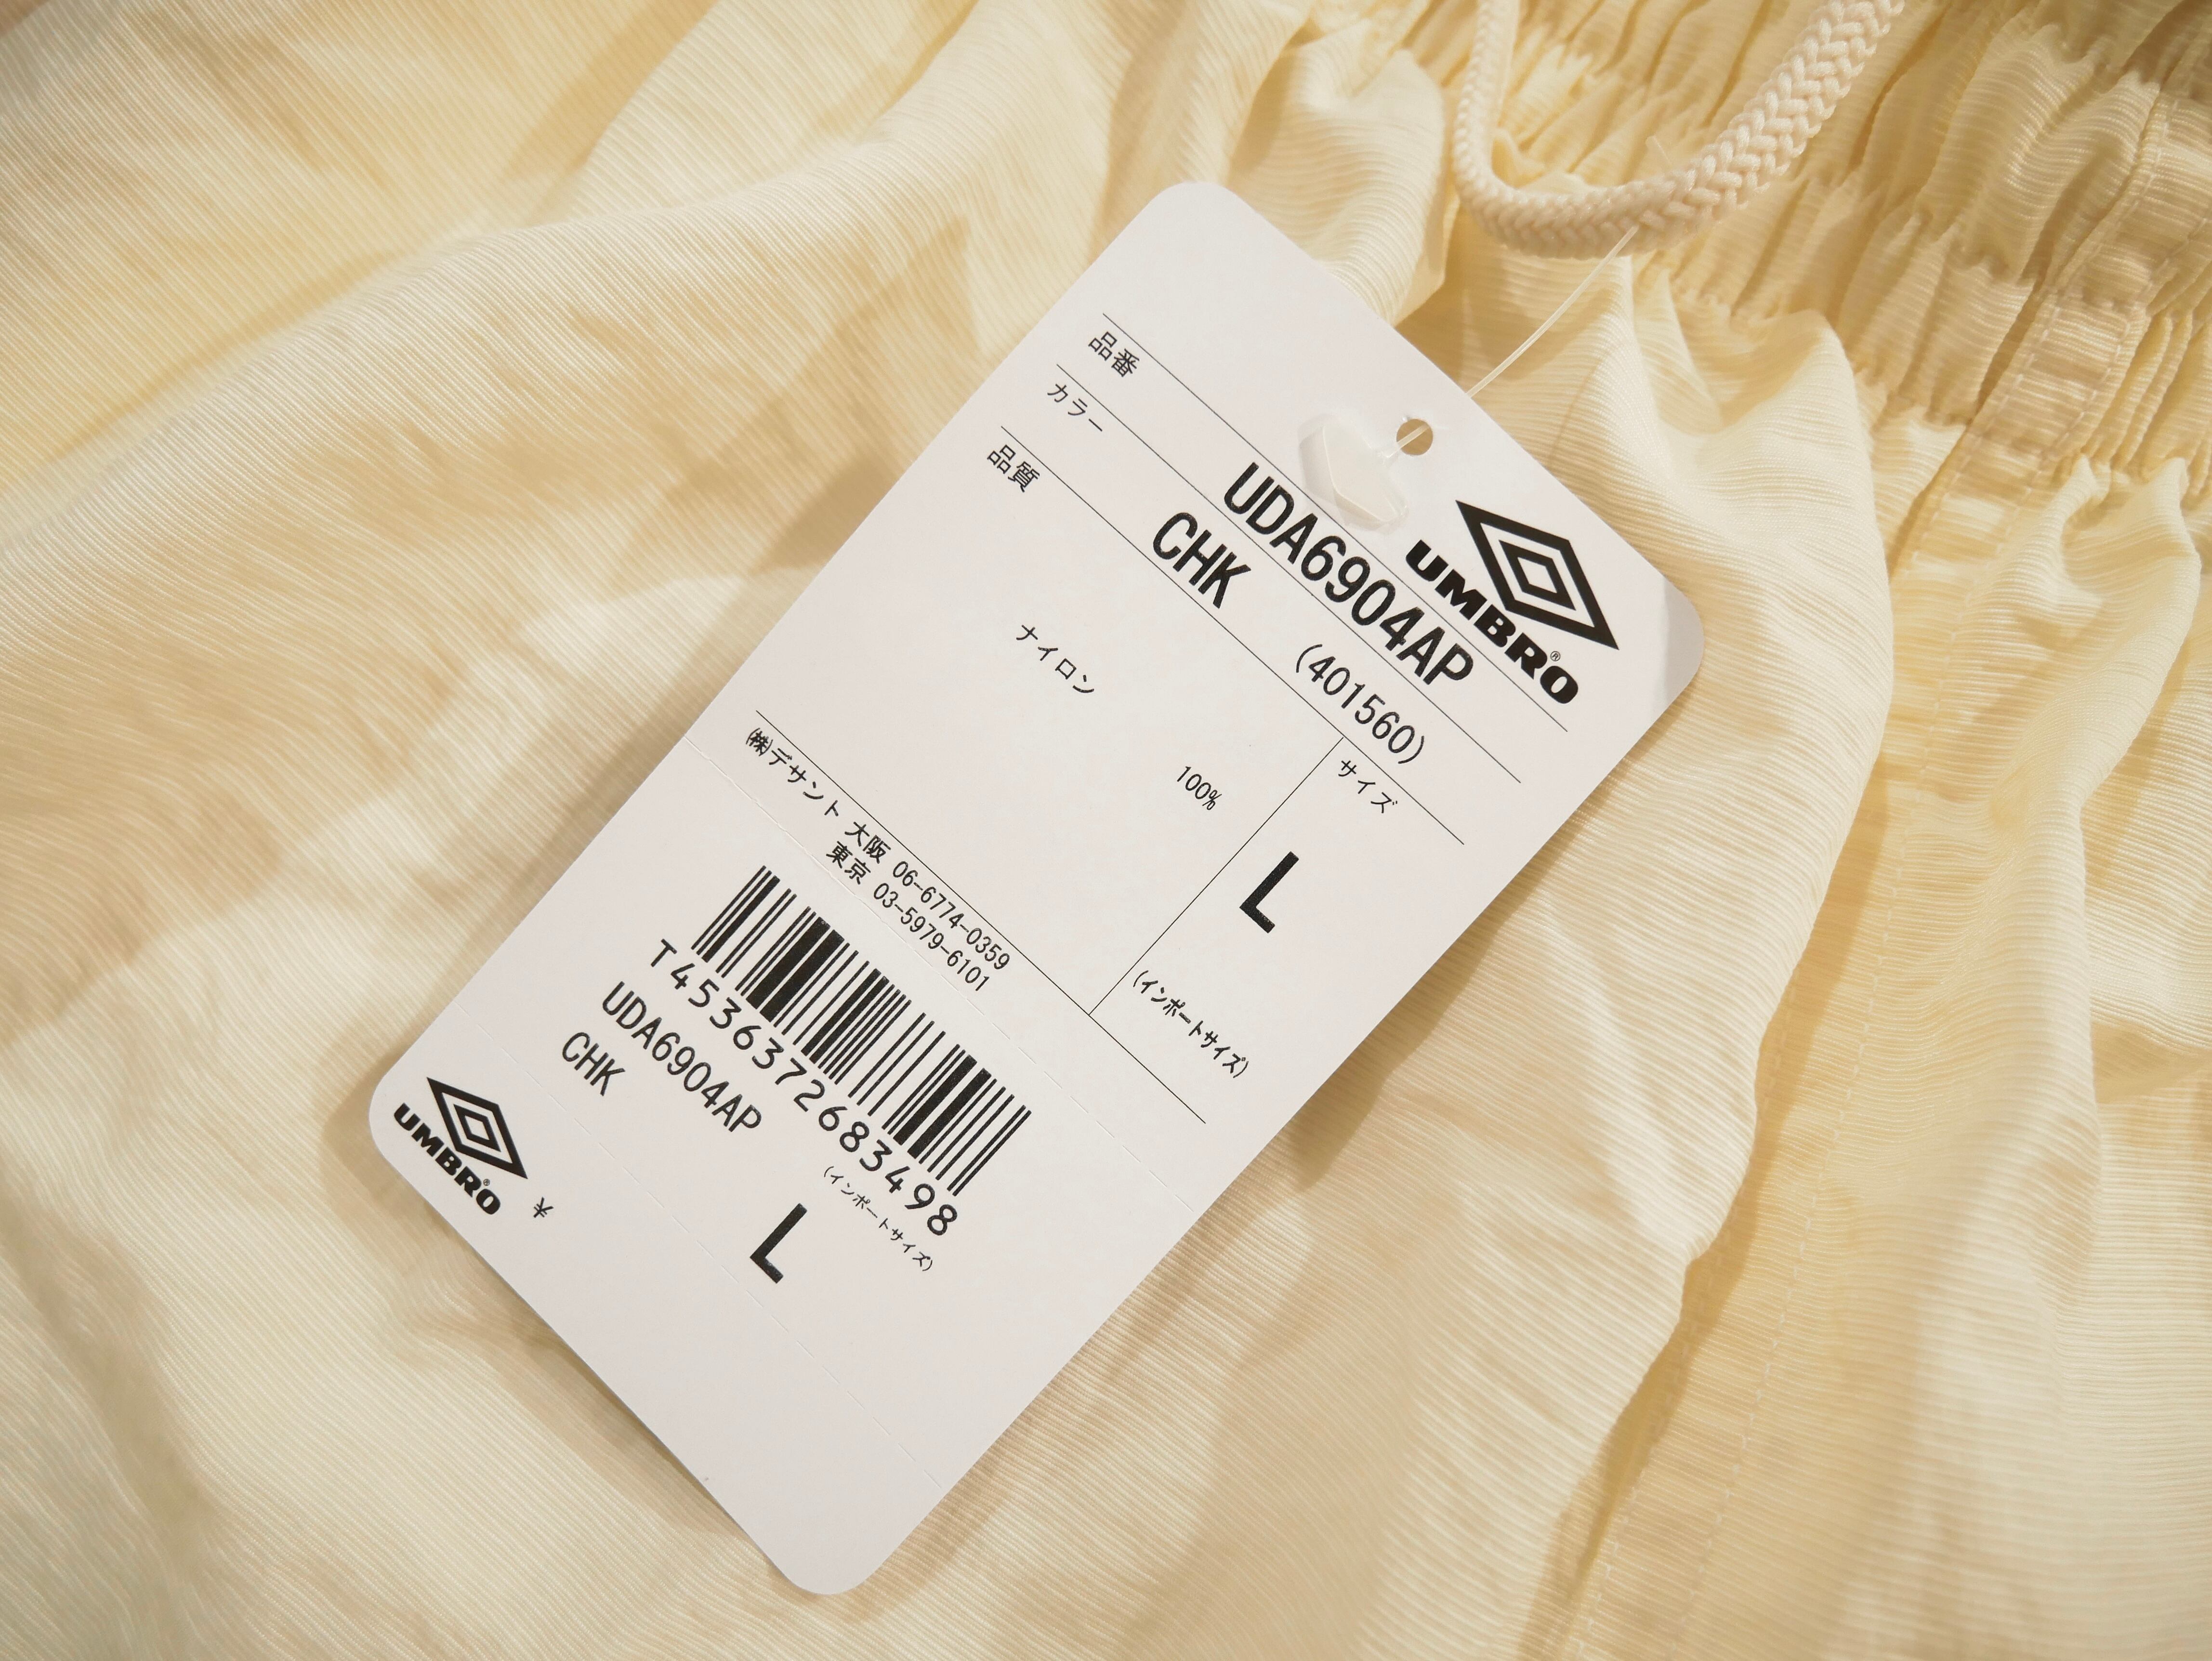 UMBRO®
品番 UDA6904AP
カラー CHK (401560)
品質 サイズ
ナイロン 100%
L
(インポートサイズ)
㈱デサント 大阪 06-6774-0359
東京 03-5979-6101
T4536372683498
UDA6904AP
(インポートサイズ)
CHK L
UMBRO®